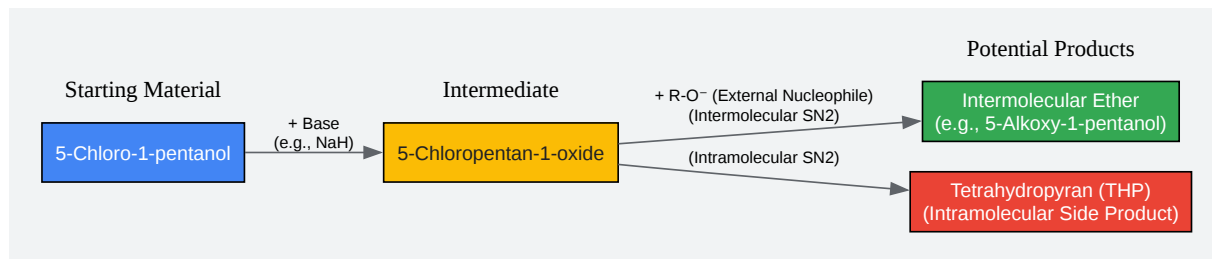 Potential Products
Starting Material
Intermediate
5-Chloro-1-pentanol
+ Base
(e.g., NaH)
5-Chloropentan-1-oxide
+ R-O⁻ (External Nucleophile)
(Intermolecular SN2)
(Intramolecular SN2)
Intermolecular Ether
(e.g., 5-Alkoxy-1-pentanol)
Tetrahydropyran (THP)
(Intramolecular Side Product)